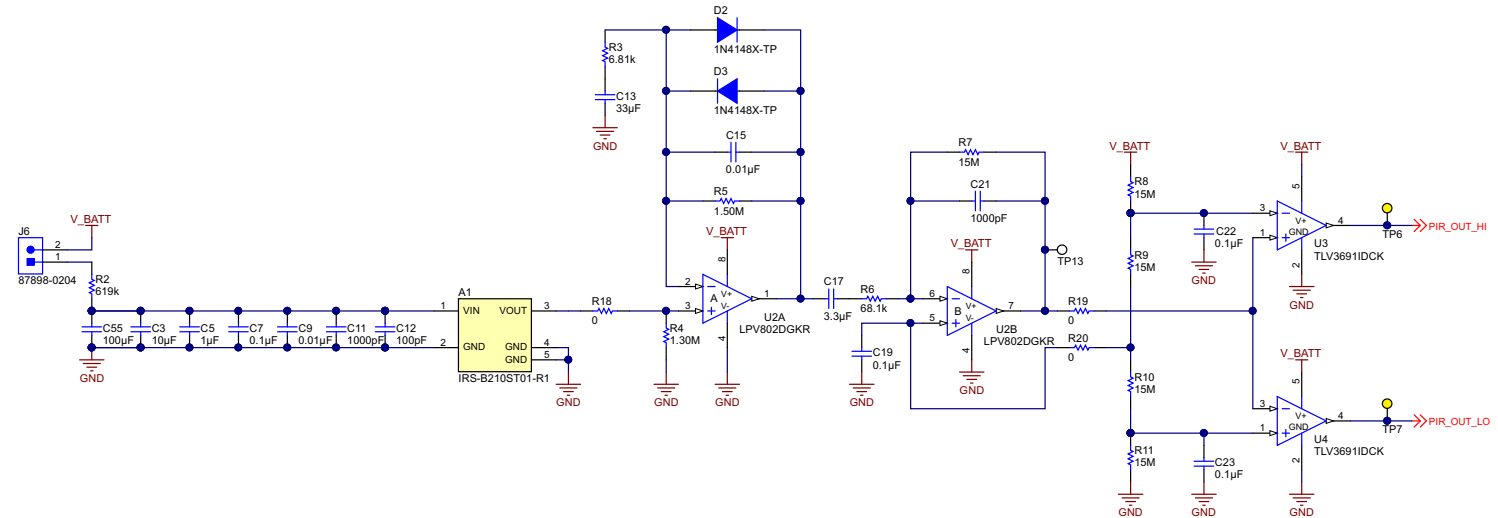 D2
1N4148X-TP
R3
6.81k
D3
1N4148X-TP
C13
33µF
GND
C15
0.01µF
R5
1.50M
R7
15M
C21
1000pF
V_BATT
R8
15M
V_BATT
5
3
V+
GND
1
4
2
U3
TLV3691IDCK
GND
TP6
PIR_OUT_HI
C22
0.1µF
GND
R9
15M
J6
V_BATT
2
1
87898-0204
R2
619k
C55
100µF
C3
10µF
C5
1µF
C7
0.1µF
C9
0.01µF
C11
1000pF
C12
100pF
GND
A1
1
VIN
VOUT
3
2
GND
GND
4
GND
5
IRS-B210ST01-R1
GND
R18
0
R4
1.30M
GND
V_BATT
8
2
A
V+
3
V-
1
4
U2A
LPV802DGKR
GND
C17
3.3µF
R6
68.1k
V_BATT
8
6
B
V+
5
V-
7
4
U2B
LPV802DGKR
GND
C19
0.1µF
GND
TP13
R19
0
R20
0
R10
15M
R11
15M
GND
C23
0.1µF
GND
V_BATT
5
3
V+
GND
1
4
2
U4
TLV3691IDCK
GND
TP7
PIR_OUT_LO